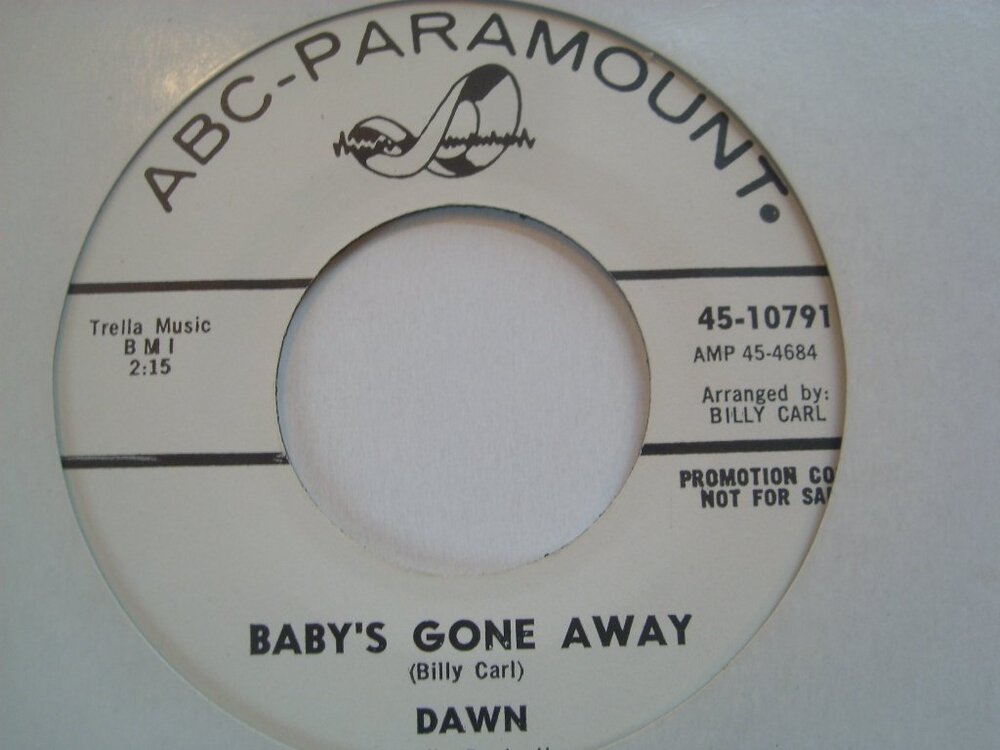 ABC-PARAMOUNT.
Trella Music
BMI
2:15
45-10791
AMP 45-4684
Arranged by:
BILLY CARL
PROMOTION CO
NOT FOR SA
BABY'S GONE AWAY
(Billy Carl)
DAWN